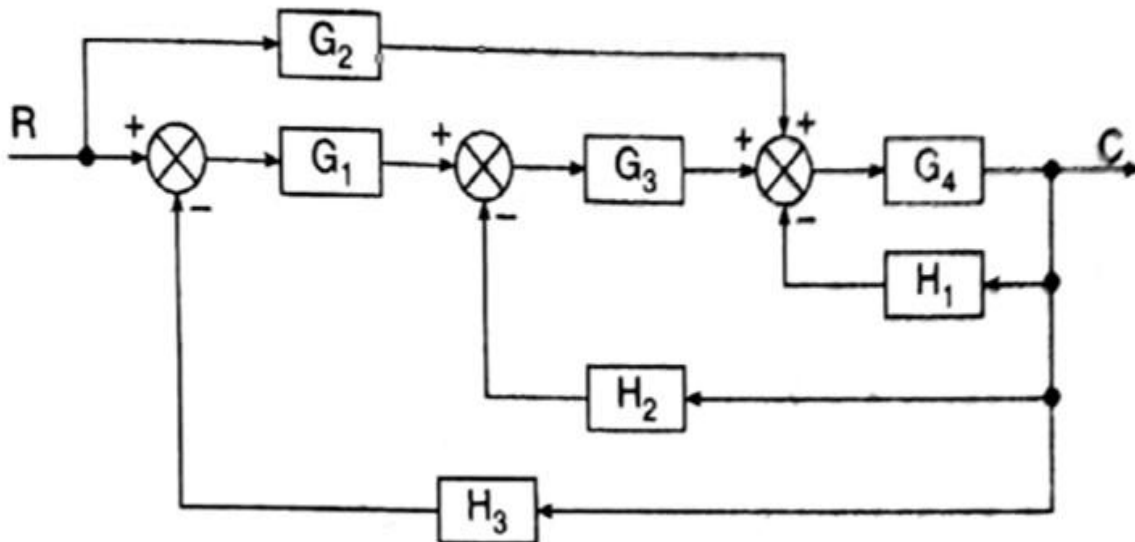 G₂
R + + + + C
G₁ G₃ G₄
− − −
H₁
H₂
H₃